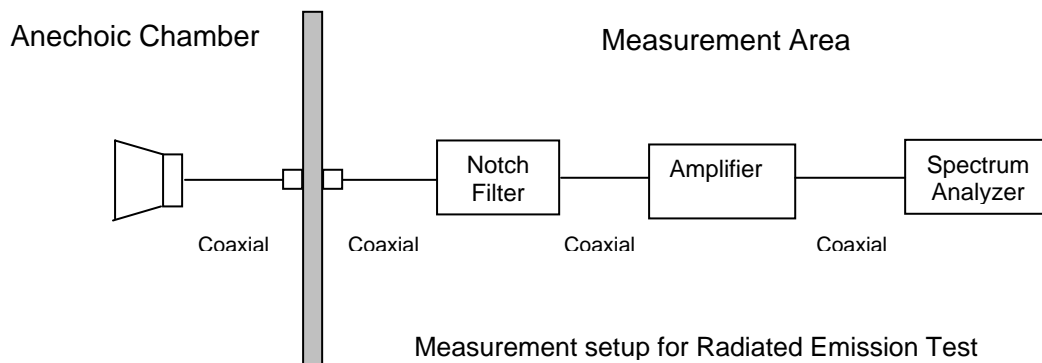 Anechoic Chamber
Measurement Area
Notch
Filter
Amplifier
Spectrum
Analyzer
Coaxial
Coaxial
Coaxial
Coaxial
Measurement setup for Radiated Emission Test